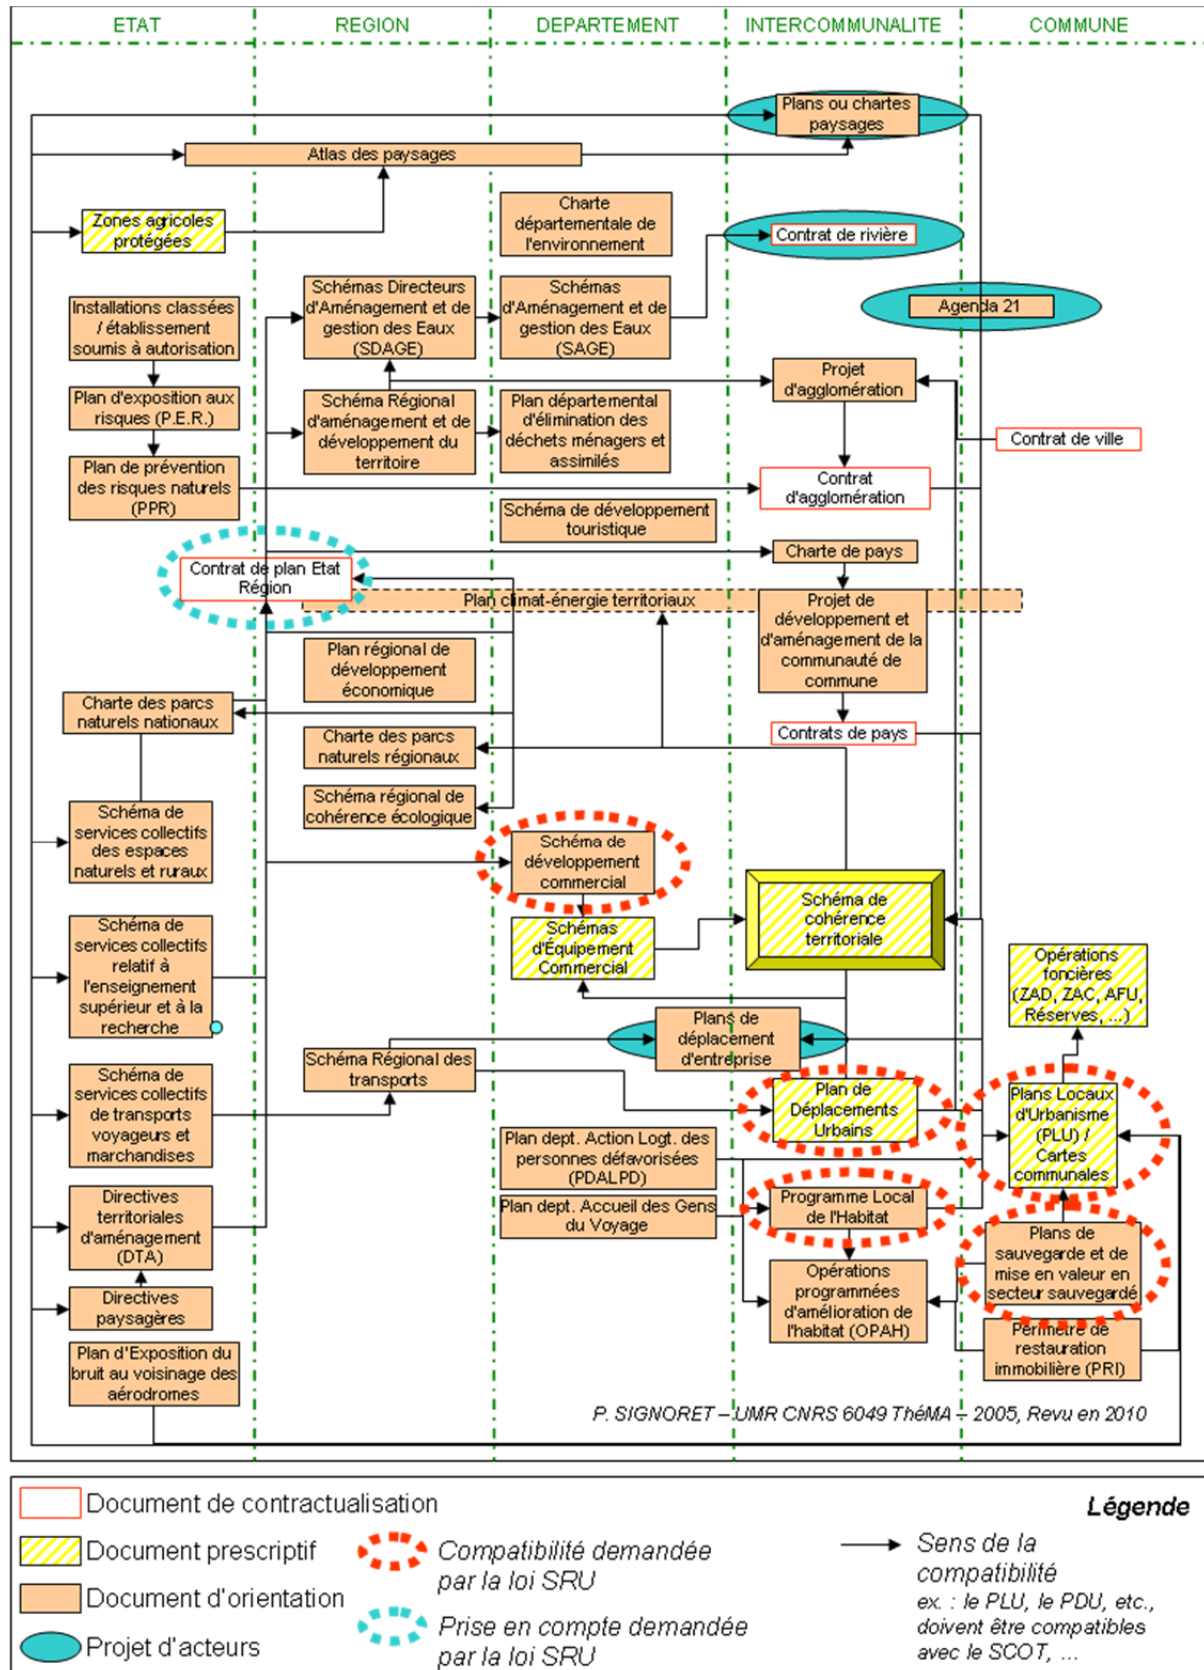 ETAT
REGION
DEPARTEMENT
INTERCOMMUNALITE
COMMUNE
Plans ou chartes
paysages
Atlas des paysages
Zones agricoles
protégées
Charte
départementale de
l'environnement
Contrat de rivière
Agenda 21
Installations classées
/ établissement
soumis à autorisation
Schémas Directeurs
d'Aménagement et de
gestion des Eaux
(SDAGE)
Schémas
d'Aménagement et de
gestion des Eaux
(SAGE)
Projet
d'agglomération
Plan d'exposition aux
risques (P.E.R.)
Schéma Régional
d'aménagement et de
développement du
territoire
Plan départemental
d'élimination des
déchets ménagers et
assimilés
Contrat de ville
Plan de prévention
des risques naturels
(PPR)
Contrat
d'agglomération
Schéma de développement
touristique
Contrat de plan Etat
Région
Charte de pays
Plan climat-énergie territoriaux
Projet de
développement et
d'aménagement de la
communauté de
commune
Plan régional de
développement
économique
Charte des parcs
naturels nationaux
Charte des parcs
naturels régionaux
Contrats de pays
Schéma régional de
cohérence écologique
Schéma de
services collectifs
des espaces
naturels et ruraux
Schéma de
développement
commercial
Schémas
d'Équipement
Commercial
Schéma de
cohérence
territoriale
Opérations
foncières
(ZAD, ZAC, AFU,
Réserves, ...)
Schéma de
services collectifs
relatif à
l'enseignement
supérieur et à la
recherche
Plans de
déplacement
d'entreprise
Schéma Régional des
transports
Schéma de
services collectifs
de transports
voyageurs et
marchandises
Plan de
Déplacements
Urbains
Plans Locaux
d'Urbanisme
(PLU) /
Cartes
communales
Plan dept. Action Logt. des
personnes défavorisées
(PDALPD)
Plan dept. Accueil des Gens
du Voyage
Programme Local
de l'Habitat
Directives
territoriales
d'aménagement
(DTA)
Plans de
sauvegarde et de
mise en valeur en
secteur sauvegardé
Directives
paysagères
Opérations
programmées
d'amélioration de
l'habitat (OPAH)
Périmètre de
restauration
immobilière (PRI)
Plan d'Exposition du
bruit au voisinage des
aérodromes
P. SIGNORET – UMR CNRS 6049 ThéMA – 2005, Revu en 2010
Légende
Document de contractualisation
Document prescriptif
Document d'orientation
Projet d'acteurs
Compatibilité demandée
par la loi SRU
Prise en compte demandée
par la loi SRU
Sens de la
compatibilité
ex. : le PLU, le PDU, etc.,
doivent être compatibles
avec le SCOT, ...